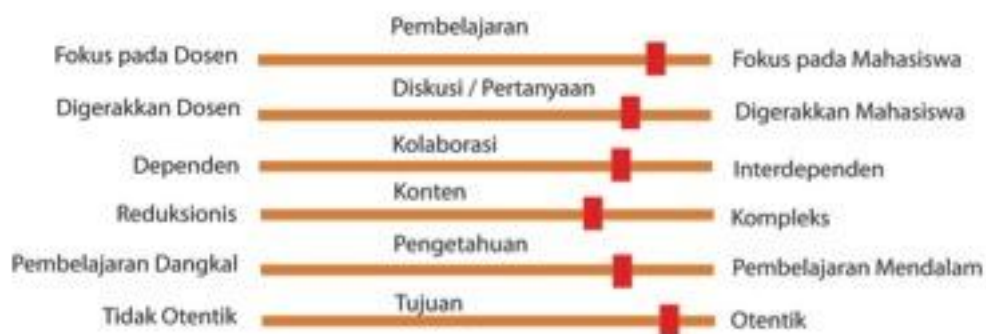 Pembelajaran
Fokus pada Dosen Fokus pada Mahasiswa
Diskusi / Pertanyaan
Digerakkan Dosen Digerakkan Mahasiswa
Kolaborasi
Dependen Interdependen
Konten
Reduksionis Kompleks
Pengetahuan
Pembelajaran Dangkal Pembelajaran Mendalam
Tujuan
Tidak Otentik Otentik